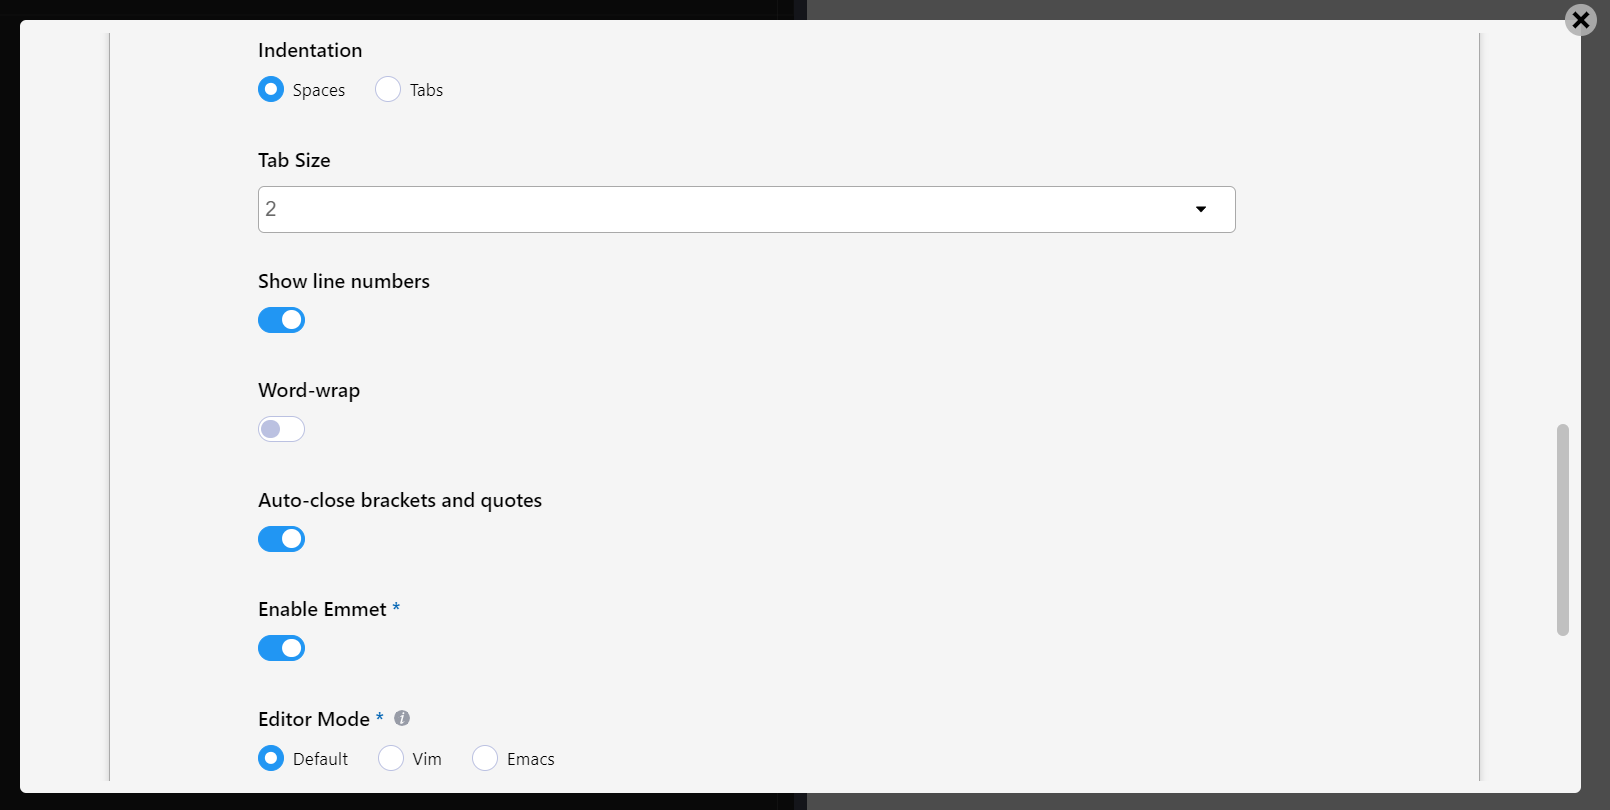 Indentation
Spaces Tabs
Tab Size
2
Show line numbers
Word-wrap
Auto-close brackets and quotes
Enable Emmet *
Editor Mode * i
Default Vim Emacs